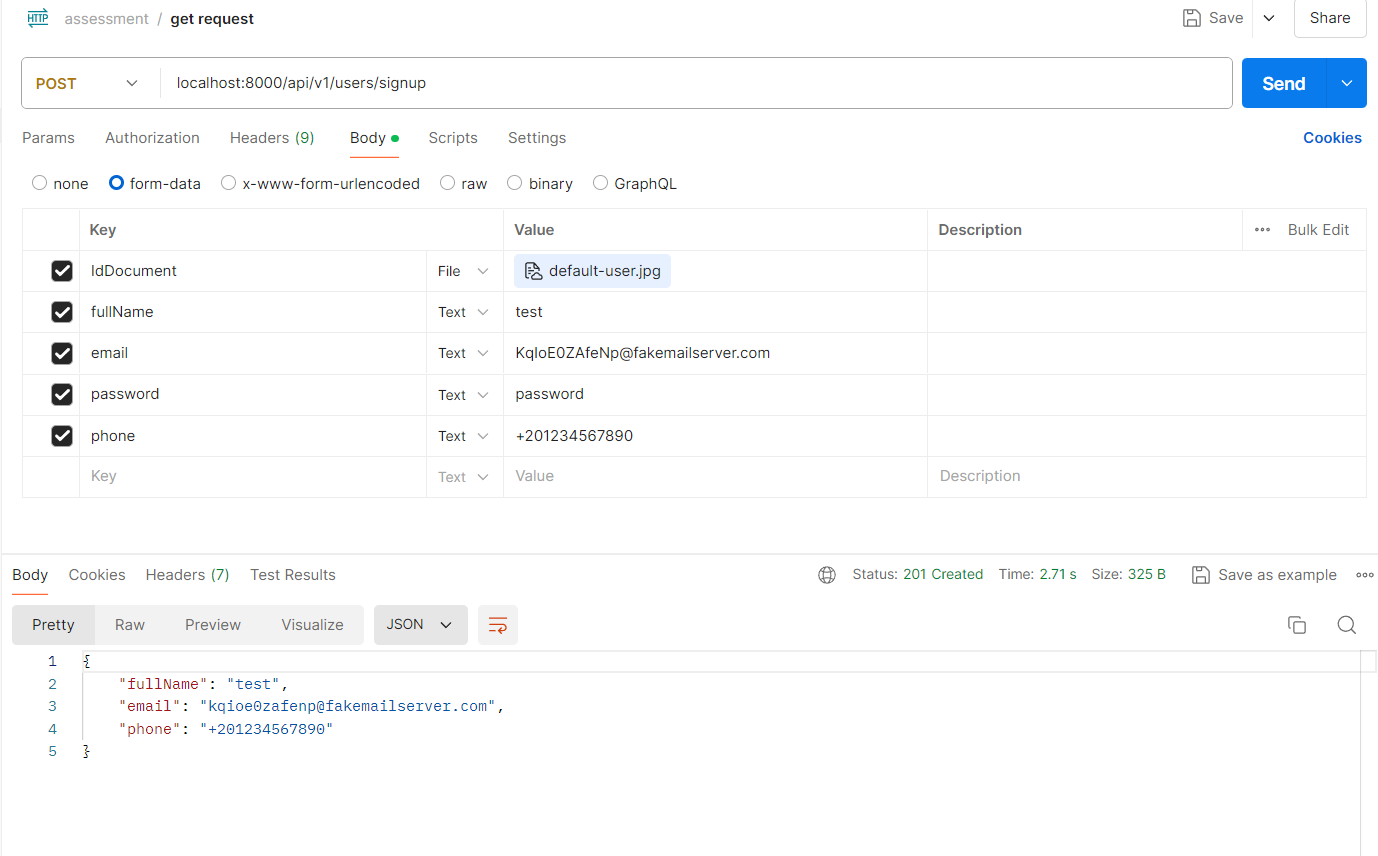 HTTP assessment / get request Save Share
POST localhost:8000/api/v1/users/signup Send
Params Authorization Headers (9) Body Scripts Settings Cookies
none form-data x-www-form-urlencoded raw binary GraphQL
Key Value Description Bulk Edit
IdDocument File default-user.jpg
fullName Text test
email Text KqIoE0ZAfeNp@fakemailserver.com
password Text password
phone Text +201234567890
Key Text Value Description
Body Cookies Headers (7) Test Results Status: 201 Created Time: 2.71 s Size: 325 B Save as example
Pretty Raw Preview Visualize JSON
1 {
2 "fullName": "test",
3 "email": "kqioe0zafenp@fakemailserver.com",
4 "phone": "+201234567890"
5 }